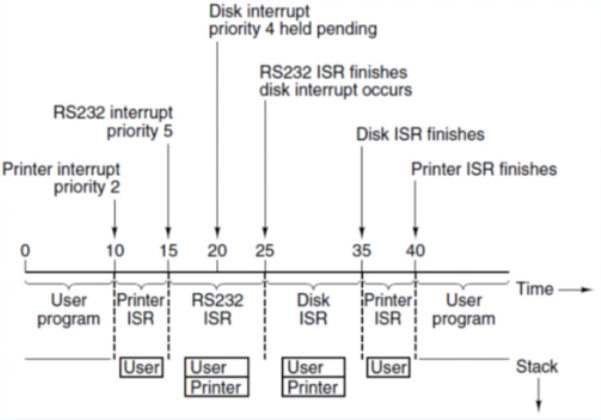 Disk interrupt
priority 4 held pending
RS232 ISR finishes
disk interrupt occurs
RS232 interrupt
priority 5
Disk ISR finishes
Printer interrupt
priority 2
Printer ISR finishes
0 10 15 20 25 35 40
Time
User program
Printer ISR
RS232 ISR
Disk ISR
Printer ISR
User program
Stack
User
User
Printer
User
Printer
User